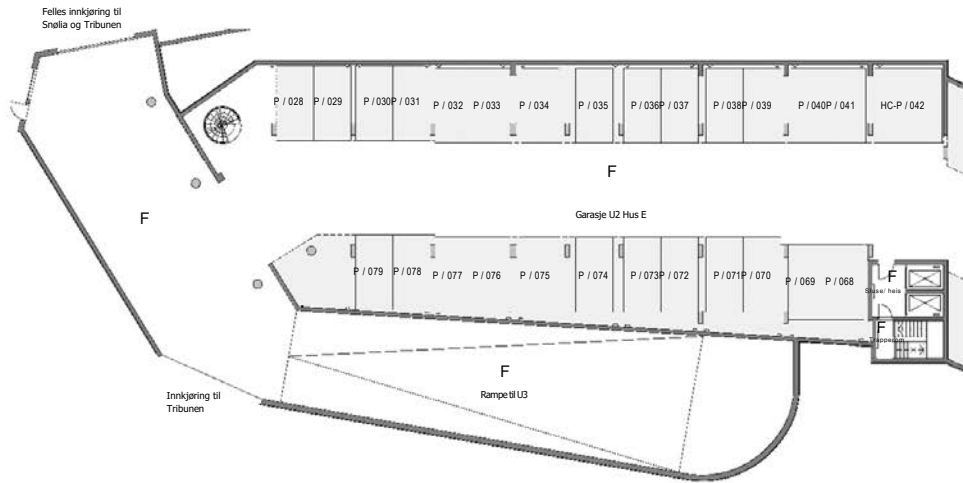 Felles innkjøring til
Snølia og Tribunen
P / 028 P / 029 P / 030 P / 031 P / 032 P / 033 P / 034 P / 035 P / 036 P / 037 P / 038 P / 039 P / 040 P / 041 HC-P / 042
F
F
Garasje U2 Hus E
P / 079 P / 078 P / 077 P / 076 P / 075 P / 074 P / 073 P / 072 P / 071 P / 070 P / 069 P / 068
F
Sluse/ heis
F
Trapperom
F
Rampe til U3
Innkjøring til
Tribunen